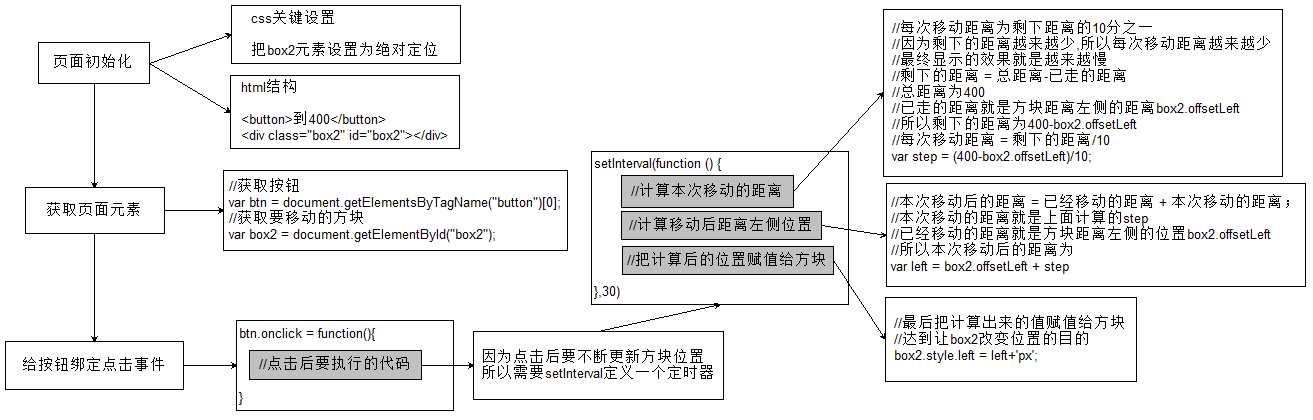 页面初始化
css关键设置
把box2元素设置为绝对定位
html结构
<button>到400</button>
<div class="box2" id="box2"></div>
获取页面元素
//获取按钮
var btn = document.getElementsByTagName("button")[0];
//获取要移动的方块
var box2 = document.getElementById("box2");
给按钮绑定点击事件
btn.onclick = function(){
//点击后要执行的代码
}
因为点击后要不断更新方块位置
所以需要setInterval定义一个定时器
setInterval(function () {
//计算本次移动的距离
//计算移动后距离左侧位置
//把计算后的位置赋值给方块
},30)
//每次移动距离为剩下距离的10分之一
//因为剩下的距离越来越少,所以每次移动距离越来越少
//最终显示的效果就是越来越慢
//剩下的距离 = 总距离-已走的距离
//总距离为400
//已走的距离就是方块距离左侧的距离box2.offsetLeft
//所以剩下的距离为400-box2.offsetLeft
//每次移动距离 = 剩下的距离/10
var step = (400-box2.offsetLeft)/10;
//本次移动后的距离 = 已经移动的距离 + 本次移动的距离；
//本次移动的距离就是上面计算的step
//已经移动的距离就是方块距离左侧的位置box2.offsetLeft
//所以本次移动后的距离为
var left = box2.offsetLeft + step
//最后把计算出来的值赋值给方块
//达到让box2改变位置的目的
box2.style.left = left+'px';